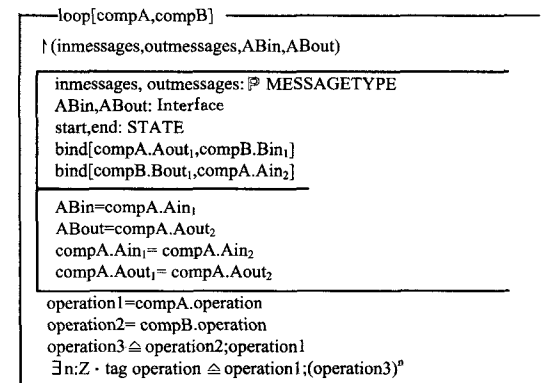 loop[compA,compB]
↾(inmessages,outmessages,ABin,ABout)
inmessages, outmessages: ℙ MESSAGETYPE
ABin,ABout: Interface
start,end: STATE
bind[compA.Aout₁,compB.Bin₁]
bind[compB.Bout₁,compA.Ain₂]
ABin=compA.Ain₁
ABout=compA.Aout₂
compA.Ain₁= compA.Ain₂
compA.Aout₁= compA.Aout₂
operation1=compA.operation
operation2= compB.operation
operation3≙operation2;operation1
∃n:Z · tag operation ≙operation1;(operation3)ⁿ